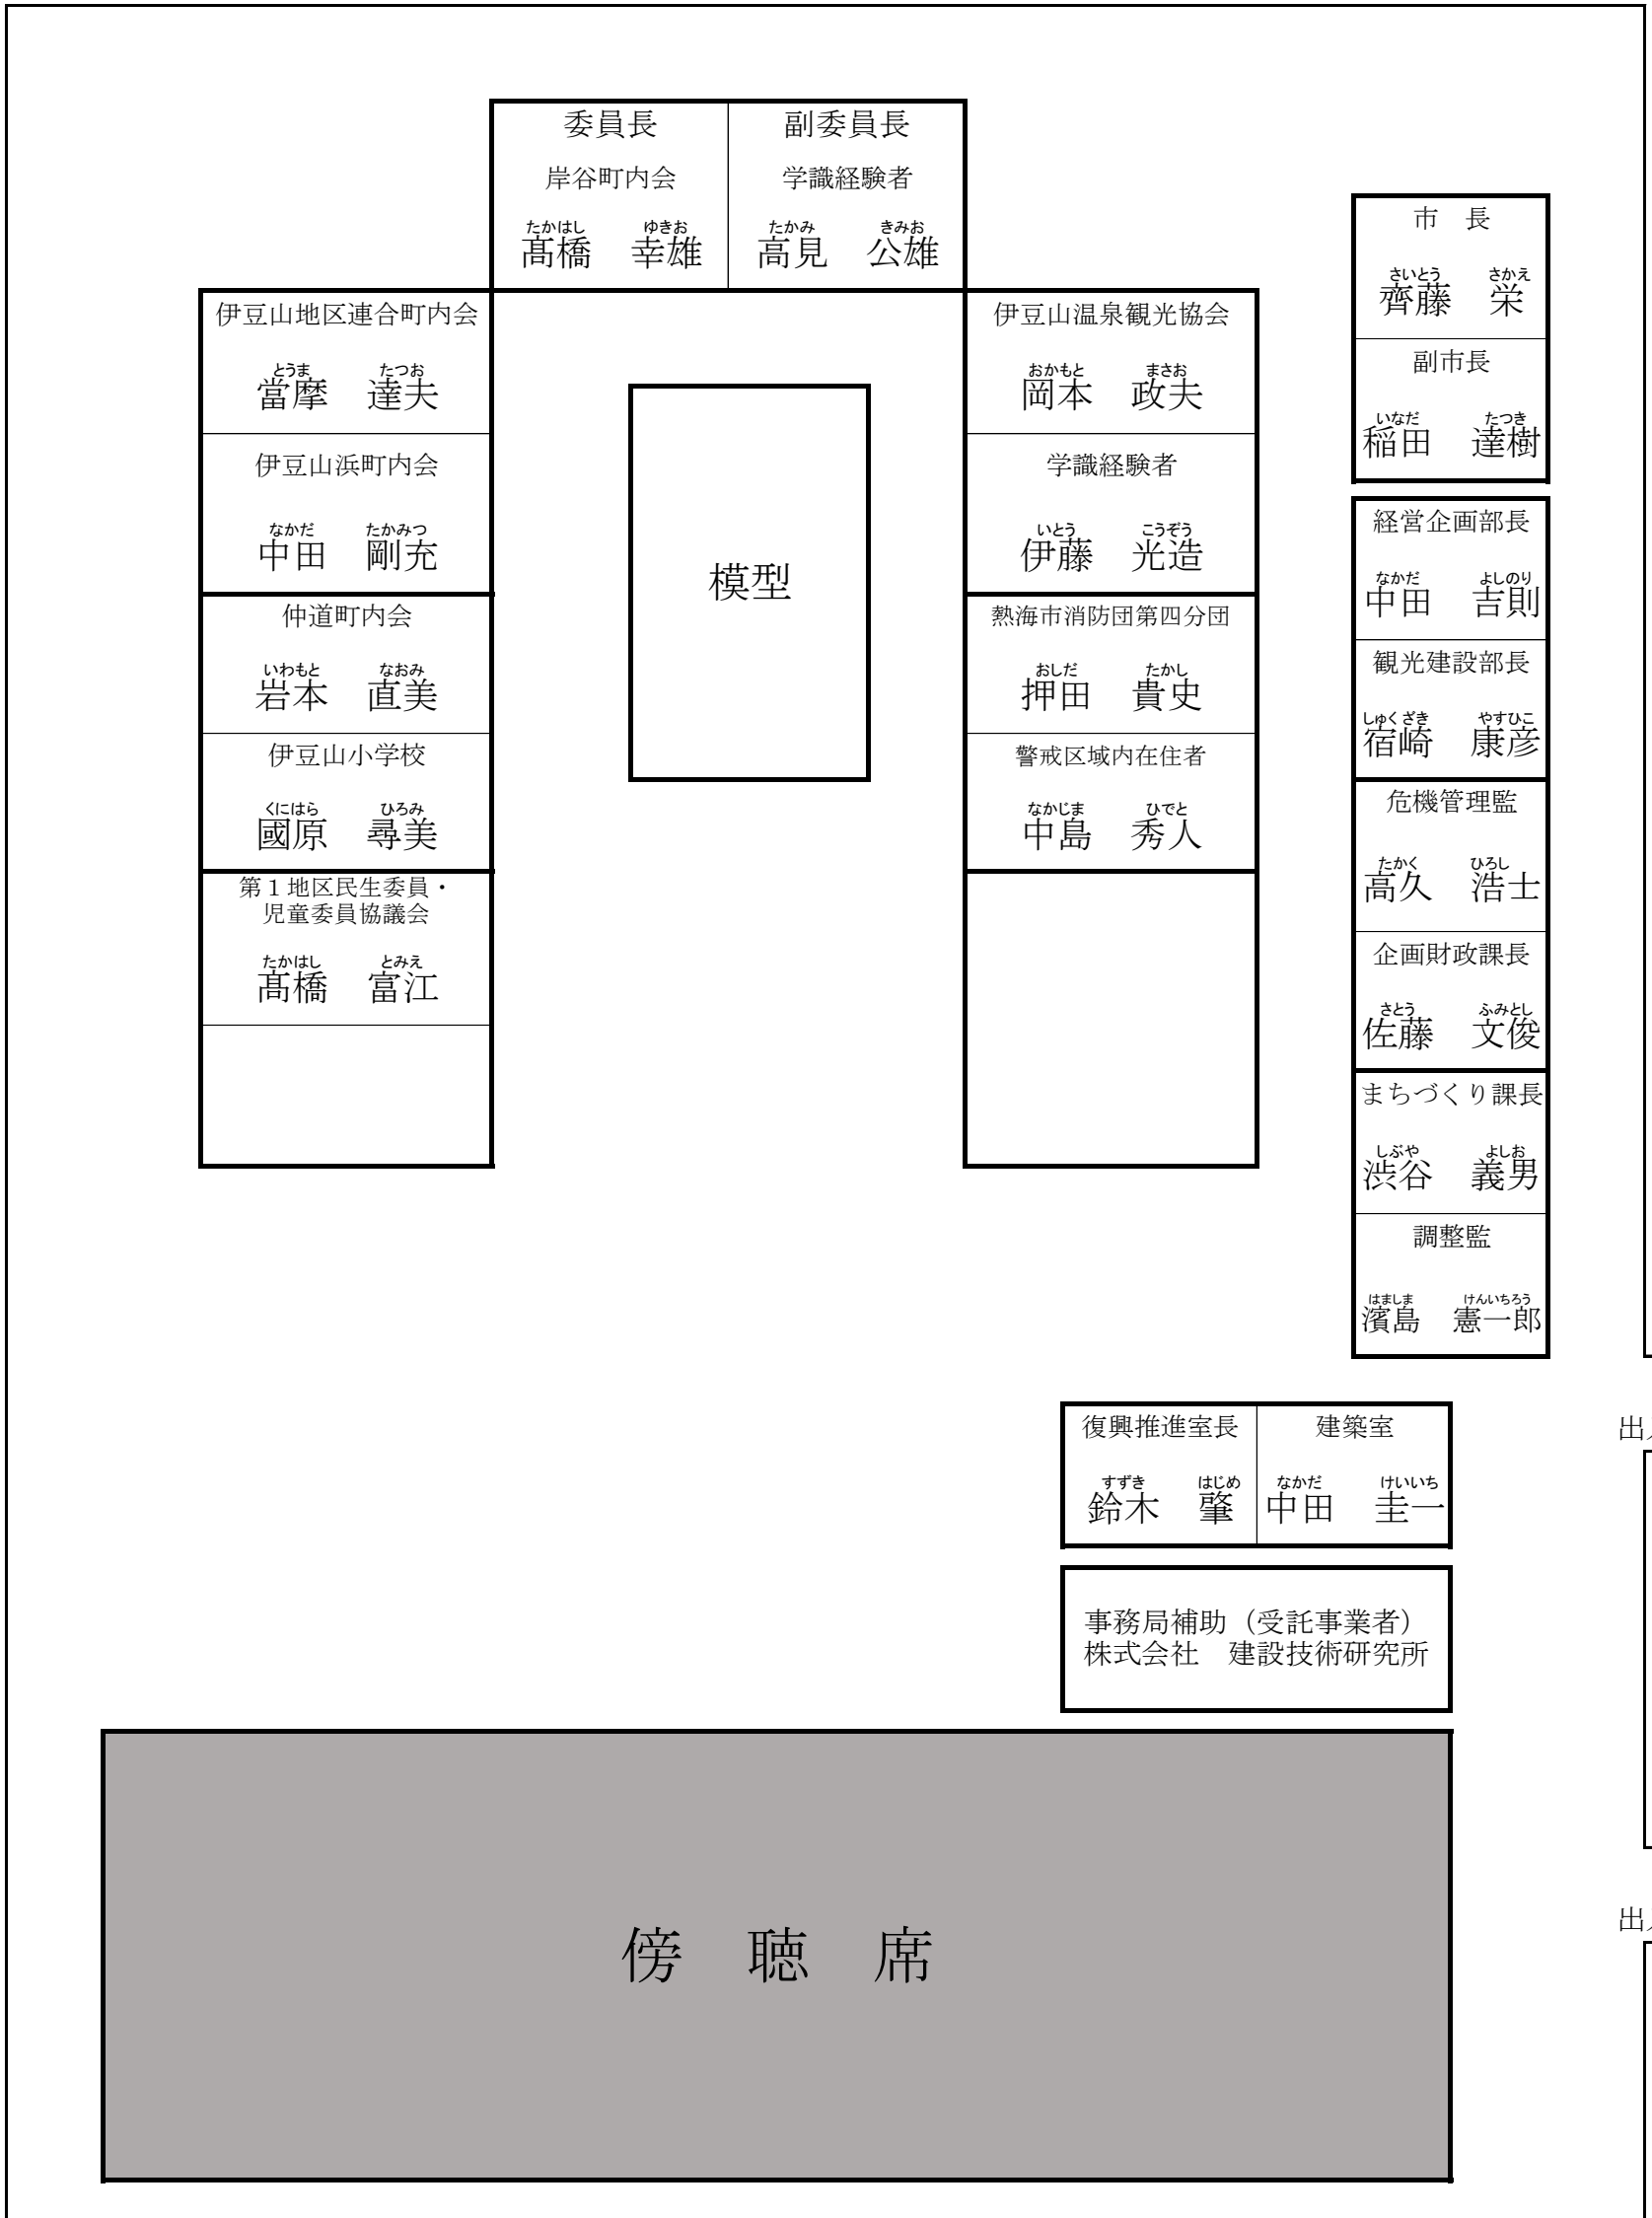 委員長
岸谷町内会
たかはし　ゆきお
髙橋　幸雄
副委員長
学識経験者
たかみ　きみお
高見　公雄
伊豆山地区連合町内会
とうま　たつお
當摩　達夫
伊豆山浜町内会
なかだ　たかみつ
中田　剛充
仲道町内会
いわもと　なおみ
岩本　直美
伊豆山小学校
くにはら　ひろみ
國原　尋美
第１地区民生委員・
児童委員協議会
たかはし　とみえ
髙橋　富江
模型
伊豆山温泉観光協会
おかもと　まさお
岡本　政夫
学識経験者
いとう　こうぞう
伊藤　光造
熱海市消防団第四分団
おしだ　たかし
押田　貴史
警戒区域内在住者
なかじま　ひでと
中島　秀人
市　長
さいとう　さかえ
齊藤　栄
副市長
いなだ　たつき
稲田　達樹
経営企画部長
なかだ　よしのり
中田　吉則
観光建設部長
しゅくざき　やすひこ
宿崎　康彦
危機管理監
たかく　ひろし
高久　浩士
企画財政課長
さとう　ふみとし
佐藤　文俊
まちづくり課長
しぶや　よしお
渋谷　義男
調整監
はましま　けんいちろう
濱島　憲一郎
復興推進室長
すずき　はじめ
鈴木　肇
建築室
なかだ　けいいち
中田　圭一
出
事務局補助（受託事業者）
株式会社　建設技術研究所
出
傍　聴　席